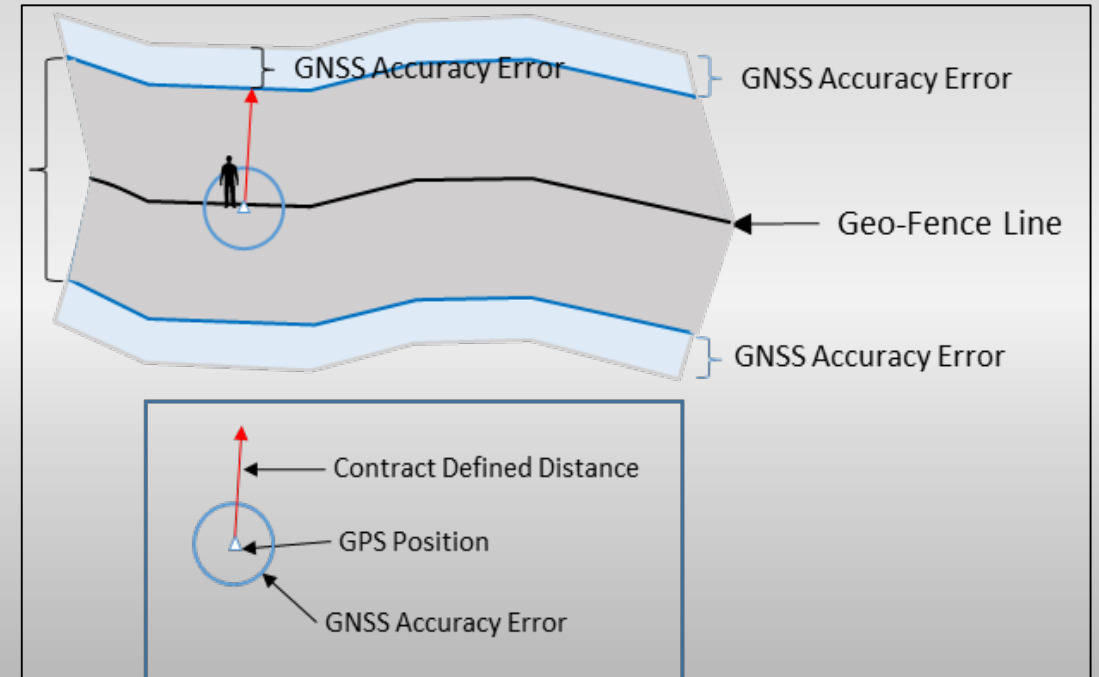 GNSS Accuracy Error
GNSS Accuracy Error
Geo-Fence Line
GNSS Accuracy Error
Contract Defined Distance
GPS Position
GNSS Accuracy Error